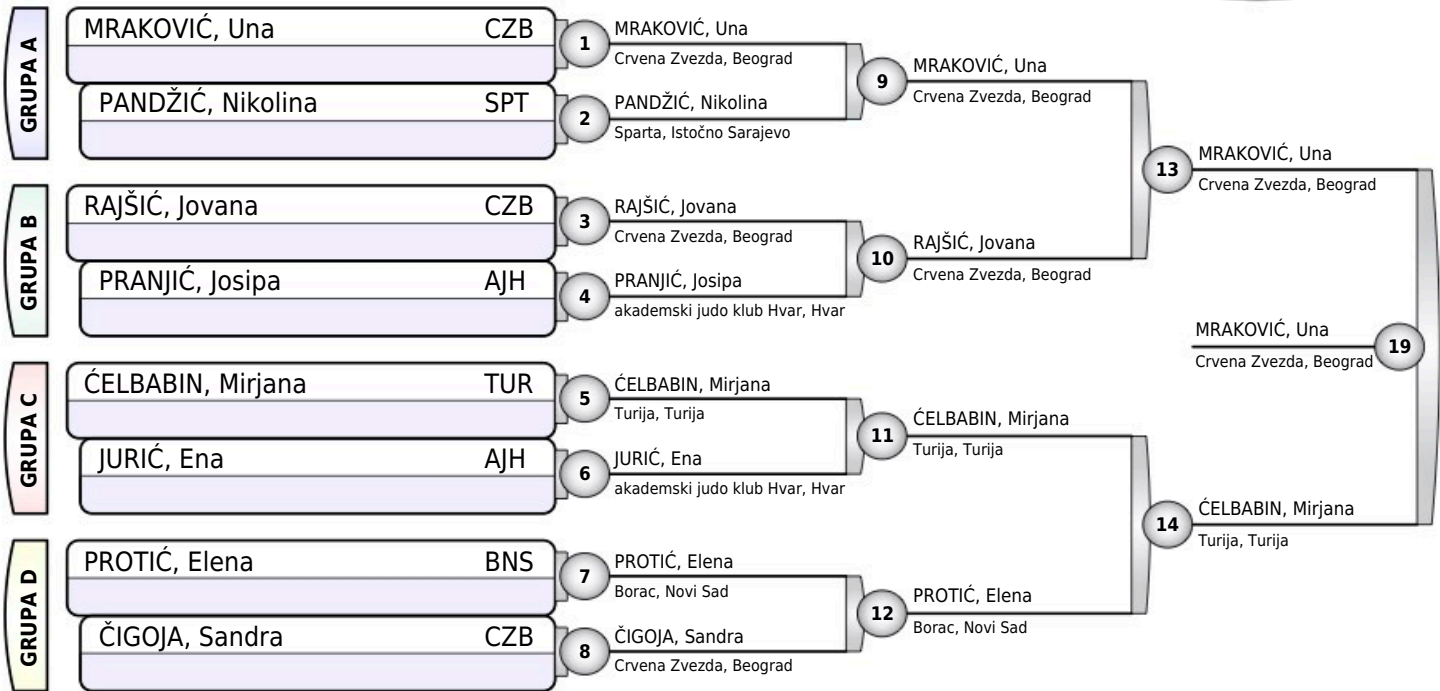 GRUPA A
MRAKOVIĆ, Una CZB
PANDŽIĆ, Nikolina SPT
GRUPA B
RAJŠIĆ, Jovana CZB
PRANJIĆ, Josipa AJH
GRUPA C
ĆELBABIN, Mirjana TUR
JURIĆ, Ena AJH
GRUPA D
PROTIĆ, Elena BNS
ČIGOJA, Sandra CZB
1
MRAKOVIĆ, Una
Crvena Zvezda, Beograd
2
PANDŽIĆ, Nikolina
Sparta, Istočno Sarajevo
3
RAJŠIĆ, Jovana
Crvena Zvezda, Beograd
4
PRANJIĆ, Josipa
akademski judo klub Hvar, Hvar
5
ĆELBABIN, Mirjana
Turija, Turija
6
JURIĆ, Ena
akademski judo klub Hvar, Hvar
7
PROTIĆ, Elena
Borac, Novi Sad
8
ČIGOJA, Sandra
Crvena Zvezda, Beograd
9
MRAKOVIĆ, Una
Crvena Zvezda, Beograd
10
RAJŠIĆ, Jovana
Crvena Zvezda, Beograd
11
ĆELBABIN, Mirjana
Turija, Turija
12
PROTIĆ, Elena
Borac, Novi Sad
13
MRAKOVIĆ, Una
Crvena Zvezda, Beograd
14
ĆELBABIN, Mirjana
Turija, Turija
MRAKOVIĆ, Una
Crvena Zvezda, Beograd
19